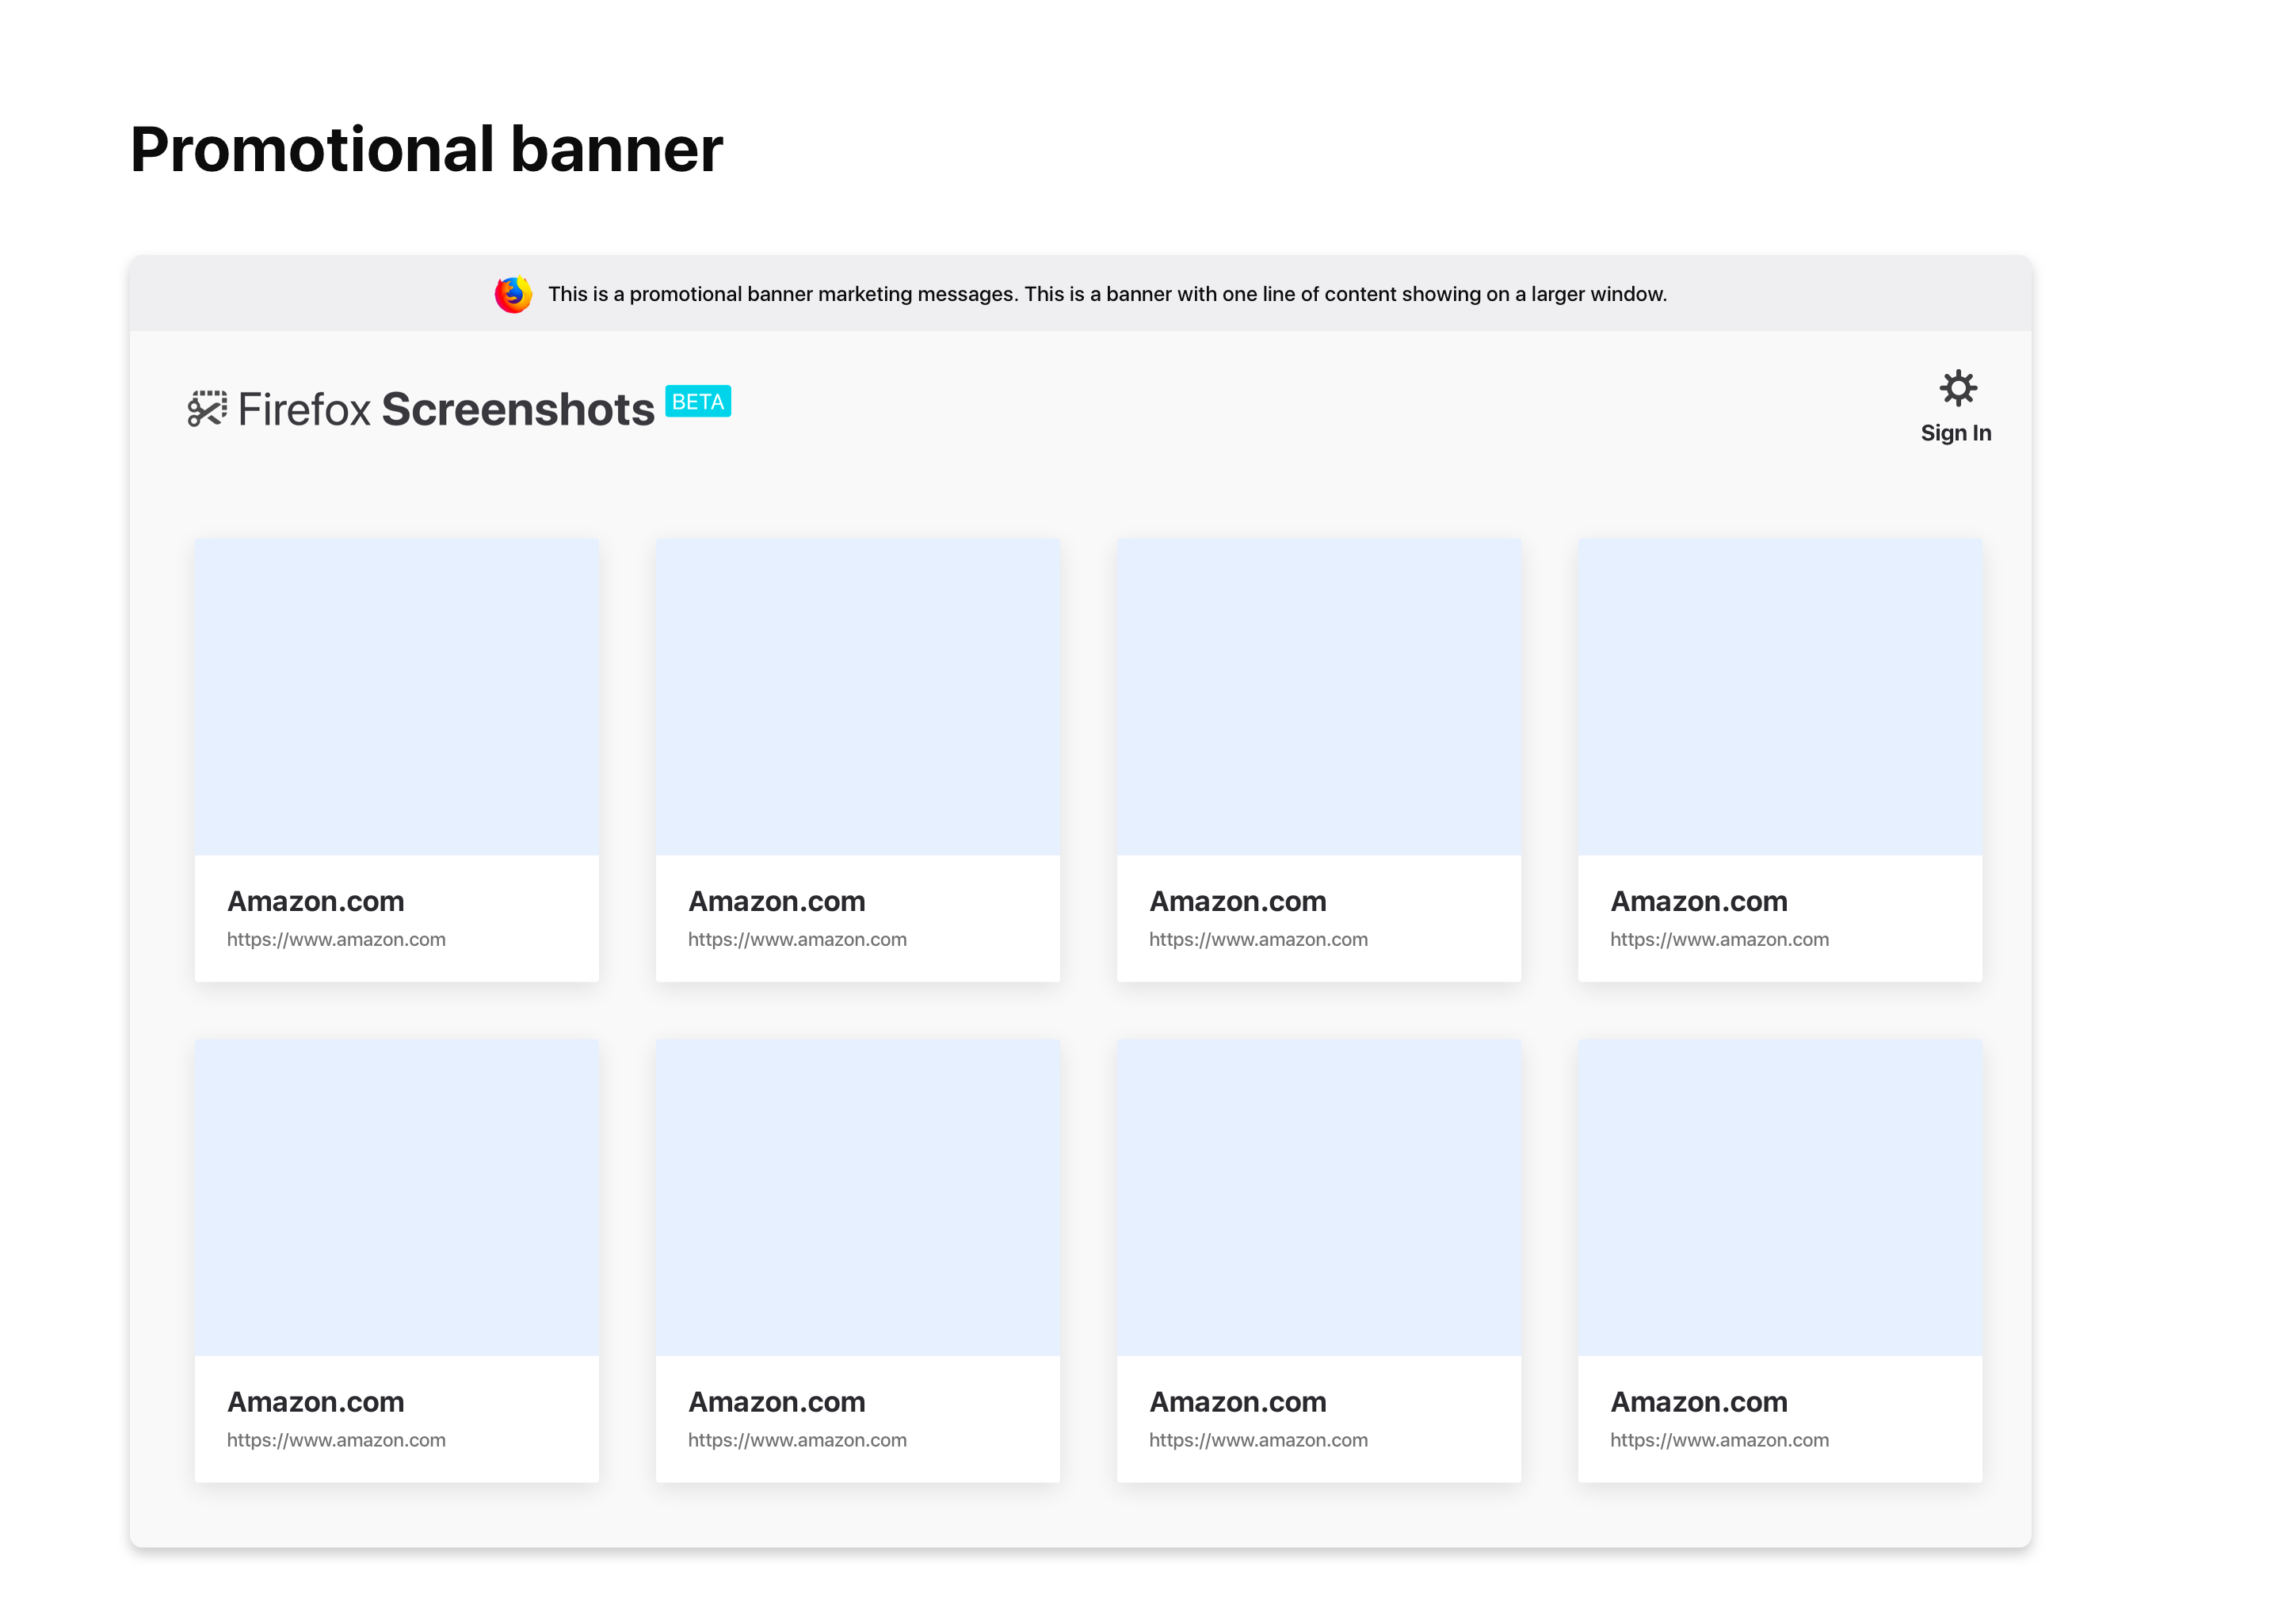 Promotional banner
This is a promotional banner marketing messages. This is a banner with one line of content showing on a larger window.
Firefox Screenshots BETA
Sign In
Amazon.com Amazon.com Amazon.com Amazon.com
https://www.amazon.com https://www.amazon.com https://www.amazon.com https://www.amazon.com
Amazon.com Amazon.com Amazon.com Amazon.com
https://www.amazon.com https://www.amazon.com https://www.amazon.com https://www.amazon.com